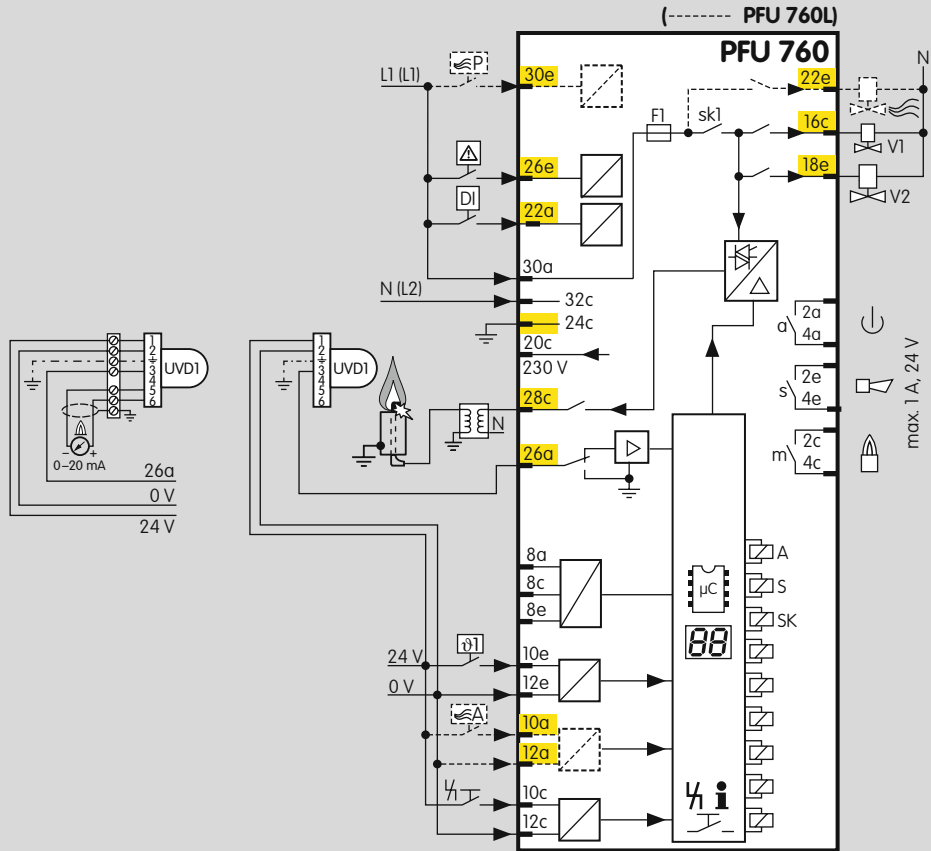 (------- PFU 760L)
PFU 760
L1 (L1)
P
30e
22e
N
F1
sk1
16c
V1
26e
18e
DI
22a
V2
30a
N (L2)
32c
24c
20c
230 V
2a
a
4a
2e
s
4e
2c
m
4c
max. 1 A, 24 V
1
2
3
4
5
6
UVD1
1
2
3
4
5
6
UVD1
28c
N
26a
− +
0–20 mA
26a
0 V
24 V
8a
8c
8e
µC
88
A
S
SK
ϑ1
24 V
10e
0 V
12e
A
10a
12a
10c
12c
i